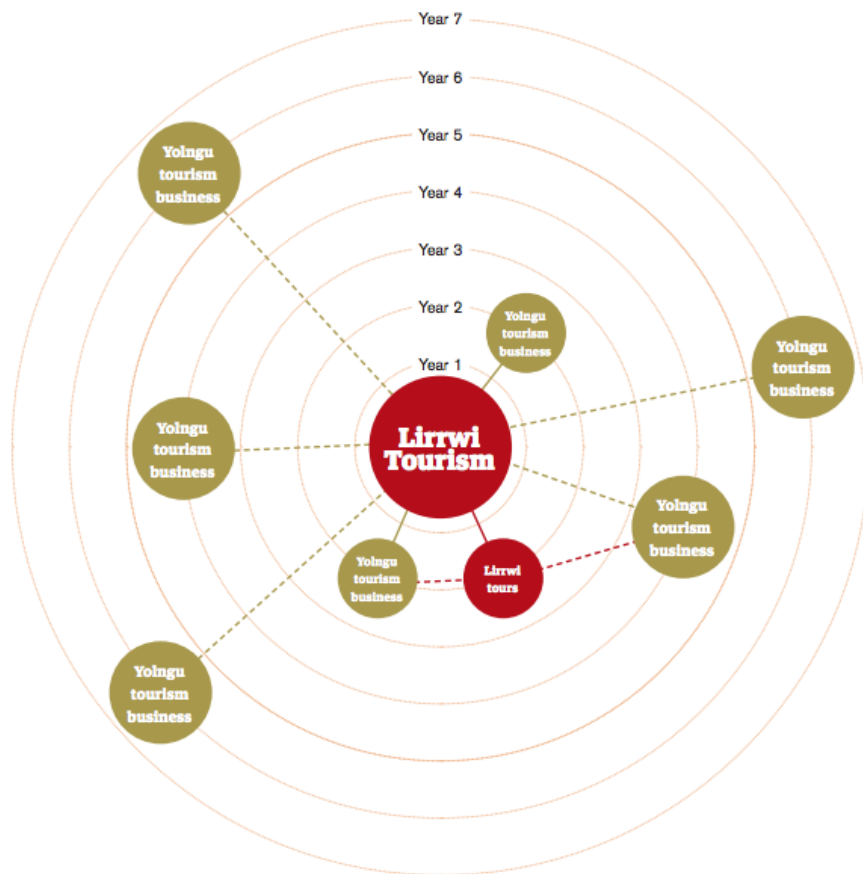 Year 7
Year 6
Year 5
Yolngu
tourism
business
Year 4
Year 3
Year 2
Yolngu
tourism
business
Year 1
Yolngu
tourism
business
Lirrwi
Tourism
Yolngu
tourism
business
Yolngu
tourism
business
Yolngu
tourism
business
Lirrwi
tours
Yolngu
tourism
business